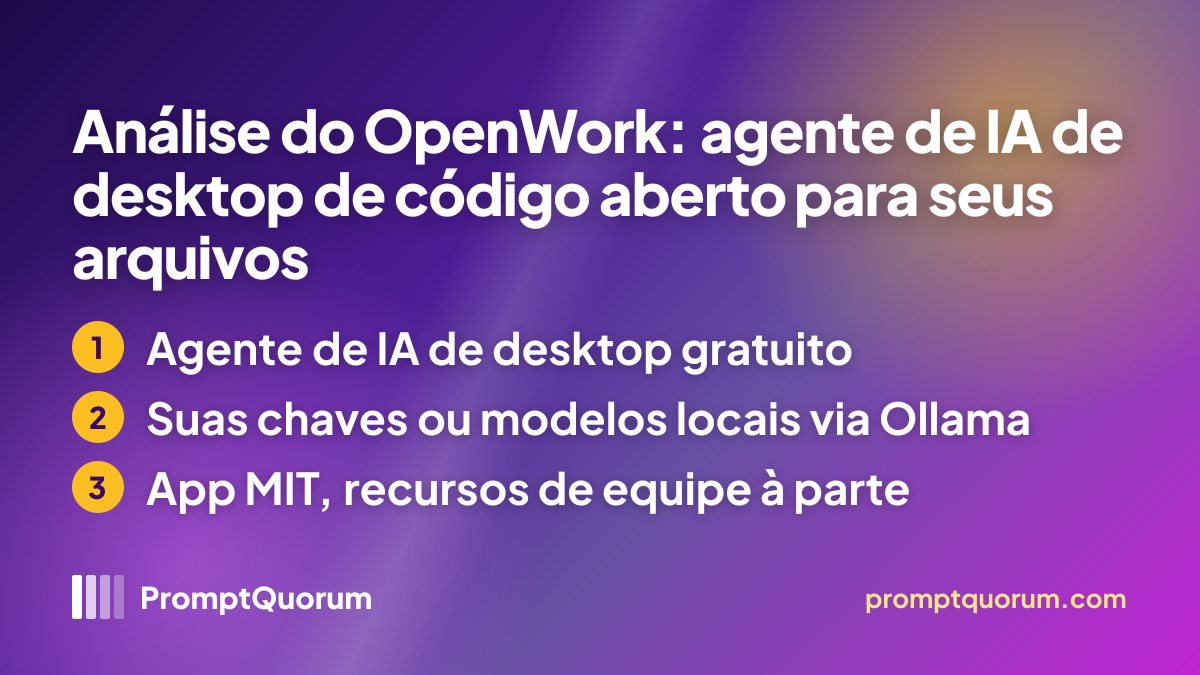 Análise do OpenWork: agente de IA de
desktop de código aberto para seus
arquivos
1 Agente de IA de desktop gratuito
2 Suas chaves ou modelos locais via Ollama
3 App MIT, recursos de equipe à parte
PromptQuorum
promptquorum.com